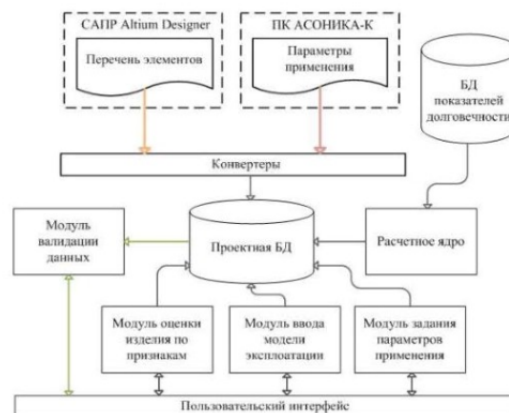 САПР Altium Designer
Перечень элементов
ПК АСОНИКА-К
Параметры
применения
БД
показателей
долговечности
Конвертеры
Модуль
валидации
данных
Проектная БД
Расчетное ядро
Модуль оценки
изделия по
признакам
Модуль ввода
модели
эксплоатации
Модуль задания
параметров
применения
Пользовательский интерфейс